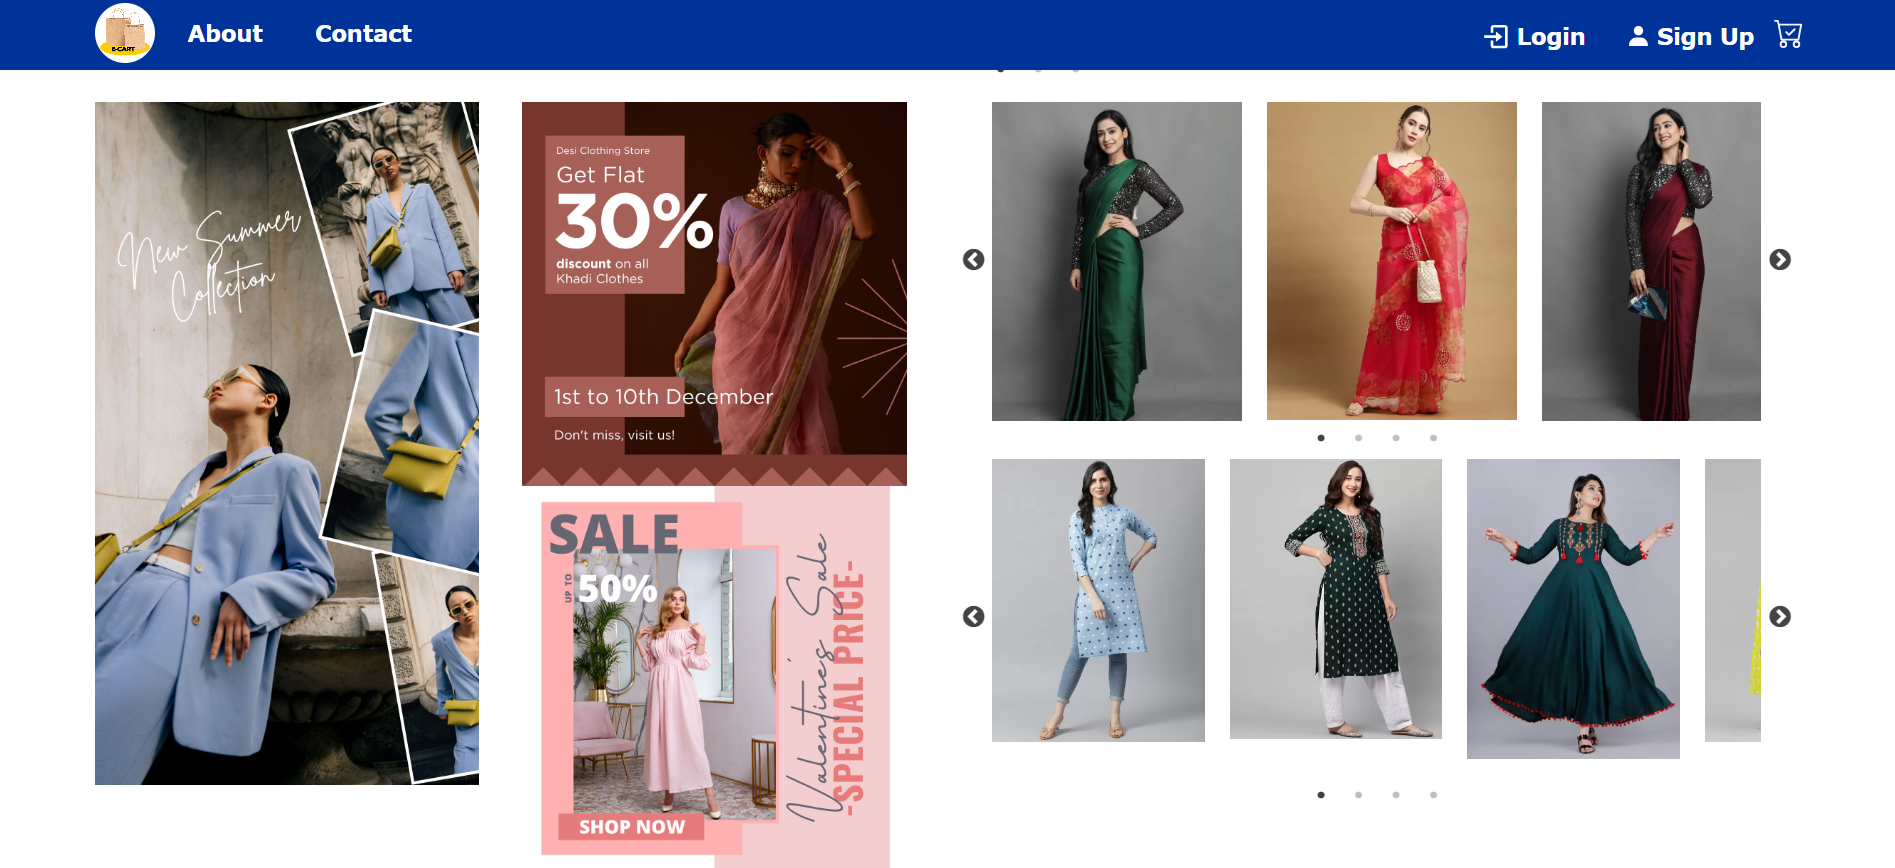 E-CART
About
Contact
Login
Sign Up
New Summer
Collection
Desi Clothing Store
Get Flat
30%
discount on all
Khadi Clothes
1st to 10th December
Don't miss, visit us!
SALE
UP TO
50%
Valentine's Sale
-SPECIAL PRICE-
SHOP NOW